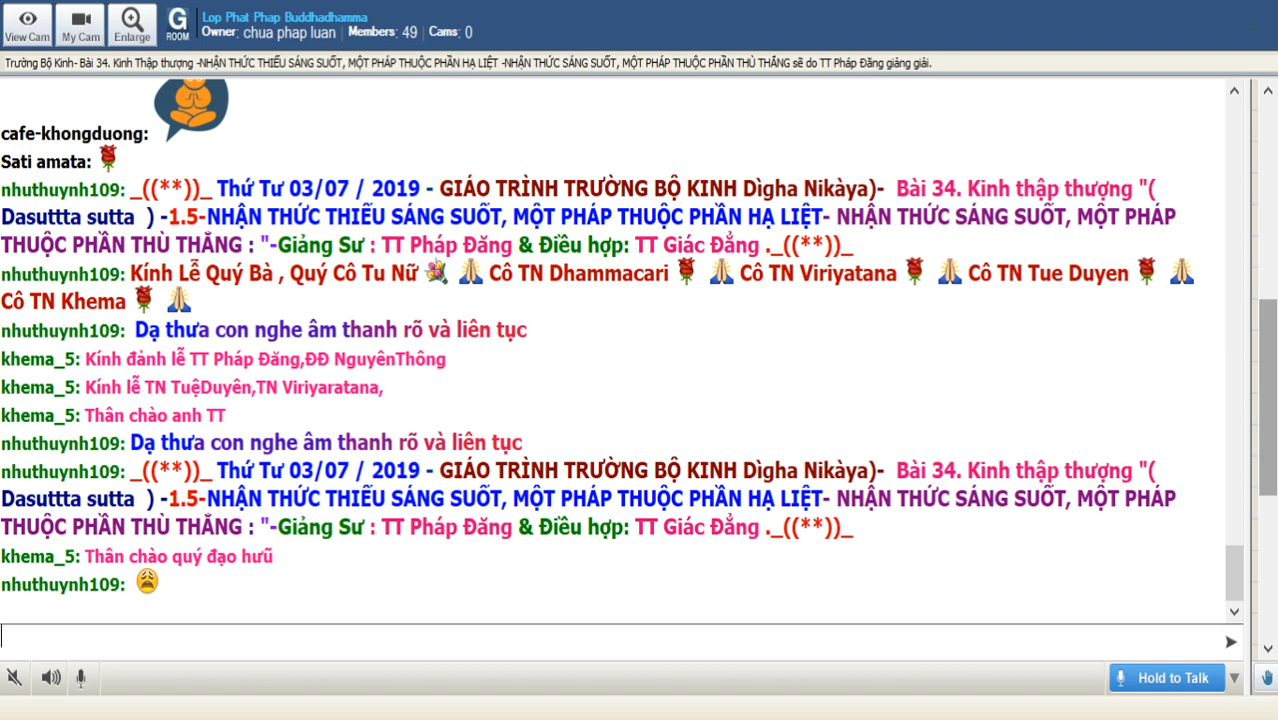 View Cam
My Cam
Enlarge
G ROOM
Lop Phat Phap Buddhadhamma
Owner: chua phap luan | Members: 49 | Cams: 0
Trường Bộ Kinh- Bài 34. Kinh Thập thượng -NHẬN THỨC THIẾU SÁNG SUỐT, MỘT PHÁP THUỘC PHẦN HẠ LIỆT -NHẬN THỨC SÁNG SUỐT, MỘT PHÁP THUỘC PHẦN THÙ THẮNG sẽ do TT Pháp Đăng giảng giải.
cafe-khongduong:
Sati amata:
nhuthuynh109: _((**))_ Thứ Tư 03/07 / 2019 - GIÁO TRÌNH TRƯỜNG BỘ KINH Dìgha Nikàya)- Bài 34. Kinh thập thượng "(
Dasuttta sutta ) -1.5-NHẬN THỨC THIẾU SÁNG SUỐT, MỘT PHÁP THUỘC PHẦN HẠ LIỆT- NHẬN THỨC SÁNG SUỐT, MỘT PHÁP
THUỘC PHẦN THÙ THẮNG : "-Giảng Sư : TT Pháp Đăng & Điều hợp: TT Giác Đẳng ._((**))_
nhuthuynh109: Kính Lễ Quý Bà , Quý Cô Tu Nữ Cô TN Dhammacari Cô TN Viriyatana Cô TN Tue Duyen
Cô TN Khema
nhuthuynh109: Dạ thưa con nghe âm thanh rõ và liên tục
khema_5: Kính đảnh lễ TT Pháp Đăng,ĐĐ NguyênThông
khema_5: Kính lễ TN TuệDuyên,TN Viriyaratana,
khema_5: Thân chào anh TT
nhuthuynh109: Dạ thưa con nghe âm thanh rõ và liên tục
nhuthuynh109: _((**))_ Thứ Tư 03/07 / 2019 - GIÁO TRÌNH TRƯỜNG BỘ KINH Dìgha Nikàya)- Bài 34. Kinh thập thượng "(
Dasuttta sutta ) -1.5-NHẬN THỨC THIẾU SÁNG SUỐT, MỘT PHÁP THUỘC PHẦN HẠ LIỆT- NHẬN THỨC SÁNG SUỐT, MỘT PHÁP
THUỘC PHẦN THÙ THẮNG : "-Giảng Sư : TT Pháp Đăng & Điều hợp: TT Giác Đẳng ._((**))_
khema_5: Thân chào quý đạo hưũ
nhuthuynh109:
Hold to Talk